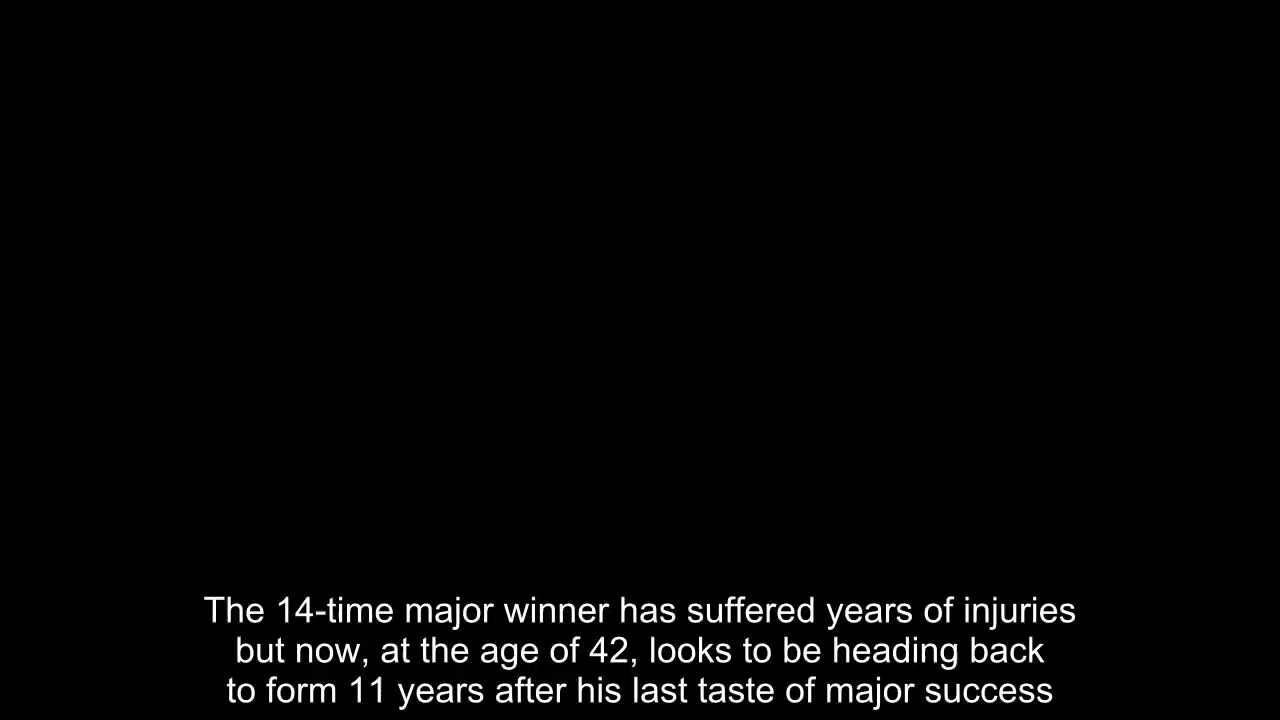 The 14-time major winner has suffered years of injuries
but now, at the age of 42, looks to be heading back
to form 11 years after his last taste of major success